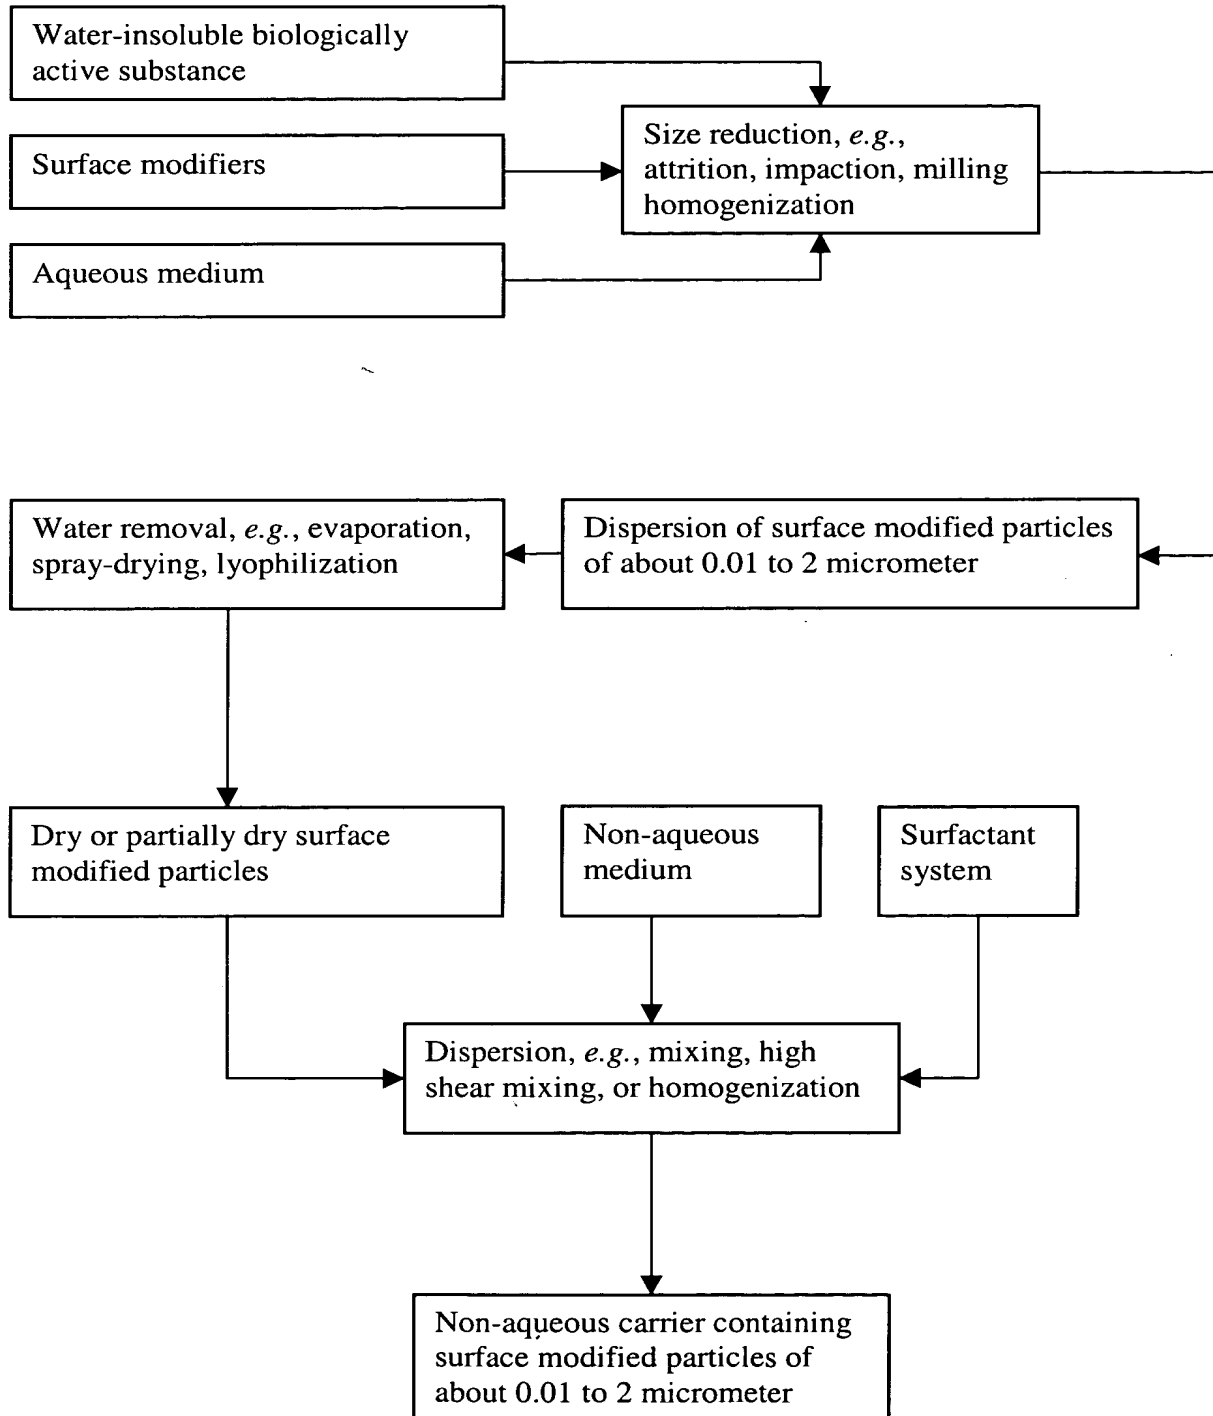 Water-insoluble biologically
active substance
Size reduction, e.g.,
attrition, impaction, milling
homogenization
Surface modifiers
Aqueous medium
Water removal, e.g., evaporation,
spray-drying, lyophilization
Dispersion of surface modified particles
of about 0.01 to 2 micrometer
Dry or partially dry surface
modified particles
Non-aqueous
medium
Surfactant
system
Dispersion, e.g., mixing, high
shear mixing, or homogenization
Non-aqueous carrier containing
surface modified particles of
about 0.01 to 2 micrometer